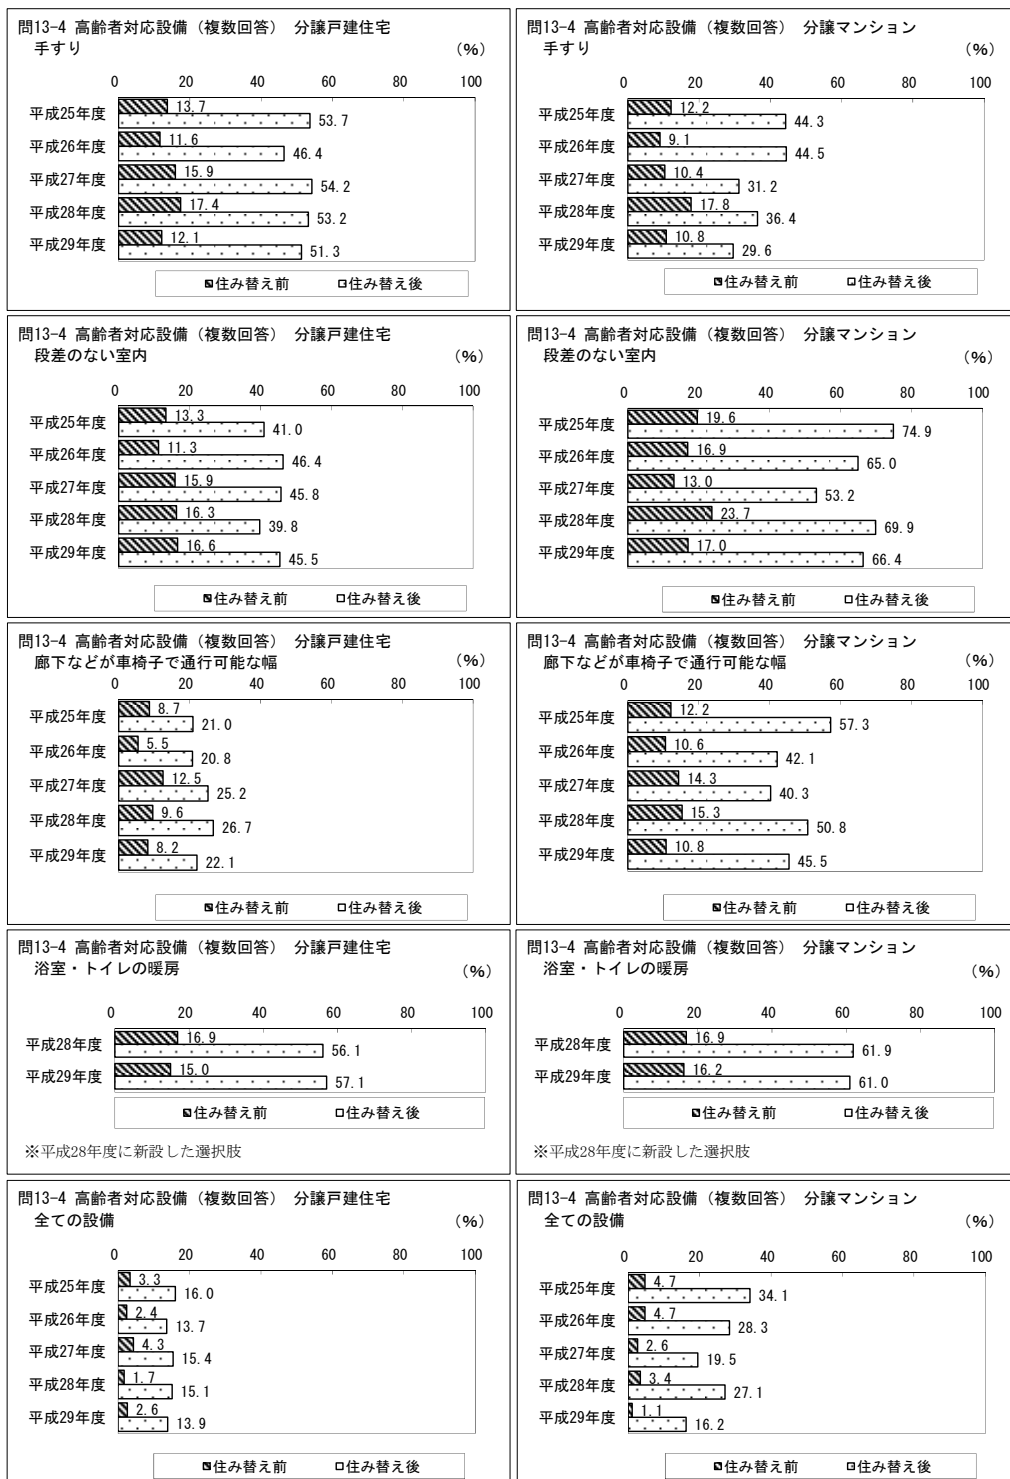 問13-4 高齢者対応設備（複数回答） 分譲戸建住宅
手すり
（%）
0 20 40 60 80 100
平成25年度 13.7 53.7
平成26年度 11.6 46.4
平成27年度 15.9 54.2
平成28年度 17.4 53.2
平成29年度 12.1 51.3
住み替え前 住み替え後
問13-4 高齢者対応設備（複数回答） 分譲マンション
手すり
（%）
0 20 40 60 80 100
平成25年度 12.2 44.3
平成26年度 9.1 44.5
平成27年度 10.4 31.2
平成28年度 17.8 36.4
平成29年度 10.8 29.6
住み替え前 住み替え後
問13-4 高齢者対応設備（複数回答） 分譲戸建住宅
段差のない室内
（%）
0 20 40 60 80 100
平成25年度 13.3 41.0
平成26年度 11.3 46.4
平成27年度 15.9 45.8
平成28年度 16.3 39.8
平成29年度 16.6 45.5
住み替え前 住み替え後
問13-4 高齢者対応設備（複数回答） 分譲マンション
段差のない室内
（%）
0 20 40 60 80 100
平成25年度 19.6 74.9
平成26年度 16.9 65.0
平成27年度 13.0 53.2
平成28年度 23.7 69.9
平成29年度 17.0 66.4
住み替え前 住み替え後
問13-4 高齢者対応設備（複数回答） 分譲戸建住宅
廊下などが車椅子で通行可能な幅
（%）
0 20 40 60 80 100
平成25年度 8.7 21.0
平成26年度 5.5 20.8
平成27年度 12.5 25.2
平成28年度 9.6 26.7
平成29年度 8.2 22.1
住み替え前 住み替え後
問13-4 高齢者対応設備（複数回答） 分譲マンション
廊下などが車椅子で通行可能な幅
（%）
0 20 40 60 80 100
平成25年度 12.2 57.3
平成26年度 10.6 42.1
平成27年度 14.3 40.3
平成28年度 15.3 50.8
平成29年度 10.8 45.5
住み替え前 住み替え後
問13-4 高齢者対応設備（複数回答） 分譲戸建住宅
浴室・トイレの暖房
（%）
0 20 40 60 80 100
平成28年度 16.9 56.1
平成29年度 15.0 57.1
住み替え前 住み替え後
※平成28年度に新設した選択肢
問13-4 高齢者対応設備（複数回答） 分譲マンション
浴室・トイレの暖房
（%）
0 20 40 60 80 100
平成28年度 16.9 61.9
平成29年度 16.2 61.0
住み替え前 住み替え後
※平成28年度に新設した選択肢
問13-4 高齢者対応設備（複数回答） 分譲戸建住宅
全ての設備
（%）
0 20 40 60 80 100
平成25年度 3.3 16.0
平成26年度 2.4 13.7
平成27年度 4.3 15.4
平成28年度 1.7 15.1
平成29年度 2.6 13.9
住み替え前 住み替え後
問13-4 高齢者対応設備（複数回答） 分譲マンション
全ての設備
（%）
0 20 40 60 80 100
平成25年度 4.7 34.1
平成26年度 4.7 28.3
平成27年度 2.6 19.5
平成28年度 3.4 27.1
平成29年度 1.1 16.2
住み替え前 住み替え後